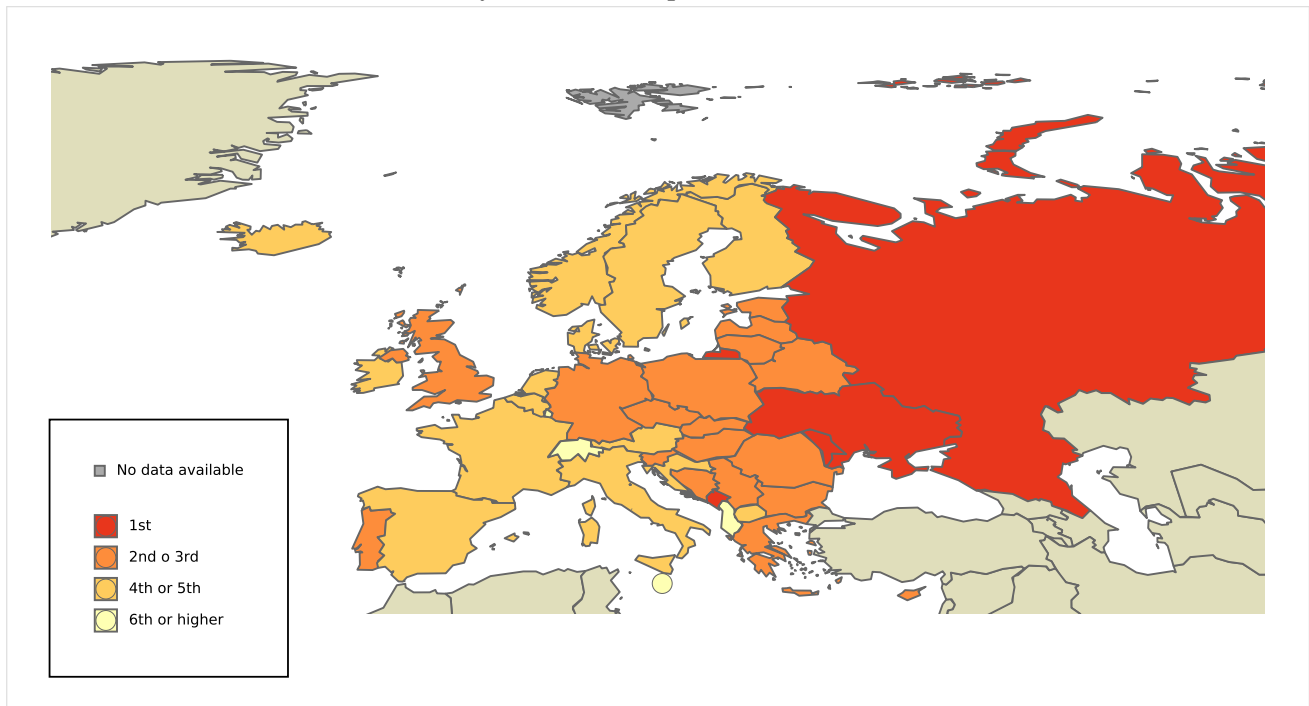 No data available
1st
2nd o 3rd
4th or 5th
6th or higher